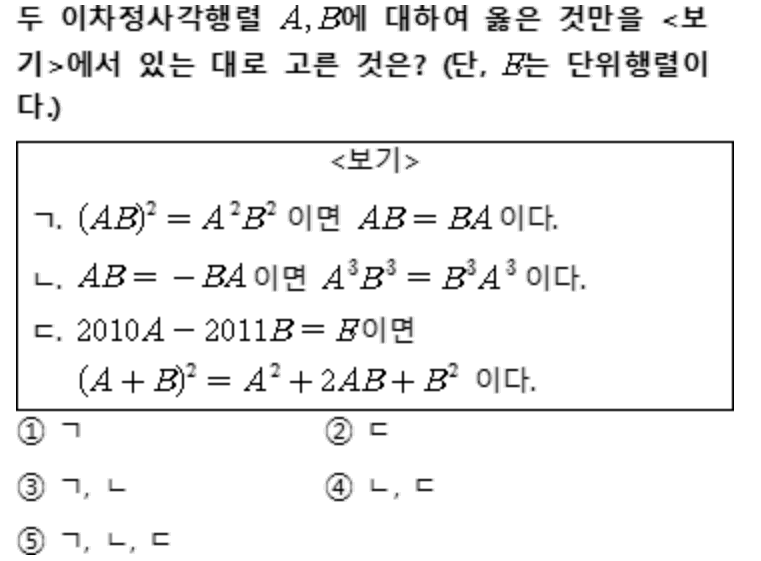 두 이차정사각행렬 A, B에 대하여 옳은 것만을 <보
기>에서 있는 대로 고른 것은? (단, E는 단위행렬이
다.)
<보기>
ㄱ. (AB)² = A²B² 이면 AB = BA 이다.
ㄴ. AB = − BA 이면 A³B³ = B³A³ 이다.
ㄷ. 2010A − 2011B = E이면
(A + B)² = A² + 2AB + B² 이다.
① ㄱ ② ㄷ
③ ㄱ, ㄴ ④ ㄴ, ㄷ
⑤ ㄱ, ㄴ, ㄷ